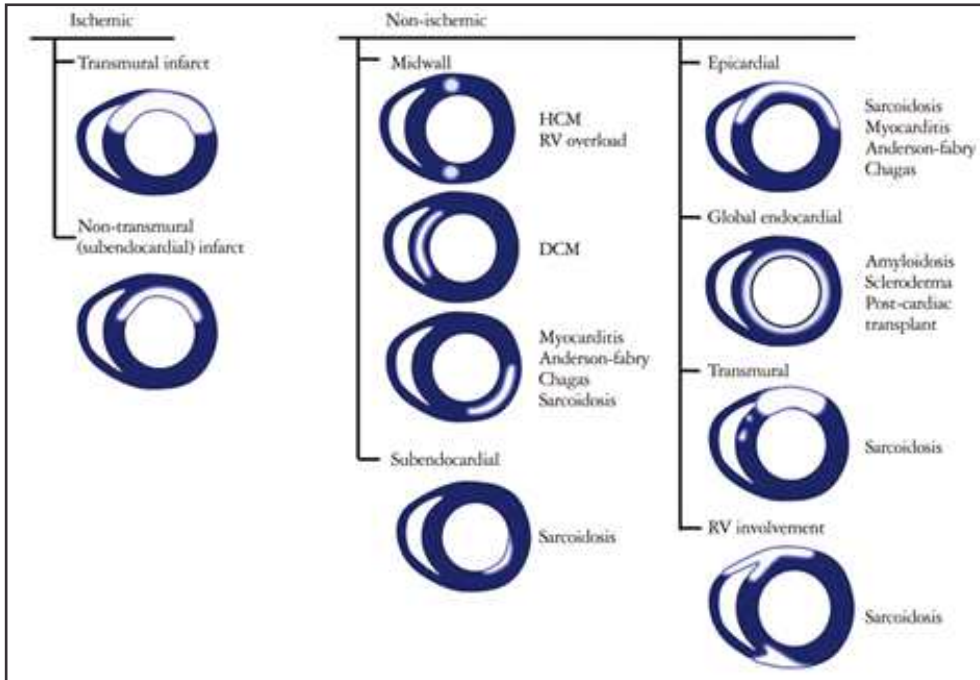 Ischemic
Transmural infarct
Non-transmural
(subendocardial) infarct
Non-ischemic
Midwall
HCM
RV overload
DCM
Myocarditis
Anderson-fabry
Chagas
Sarcoidosis
Subendocardial
Sarcoidosis
Epicardial
Sarcoidosis
Myocarditis
Anderson-fabry
Chagas
Global endocardial
Amyloidosis
Scleroderma
Post-cardiac
transplant
Transmural
Sarcoidosis
RV involvement
Sarcoidosis